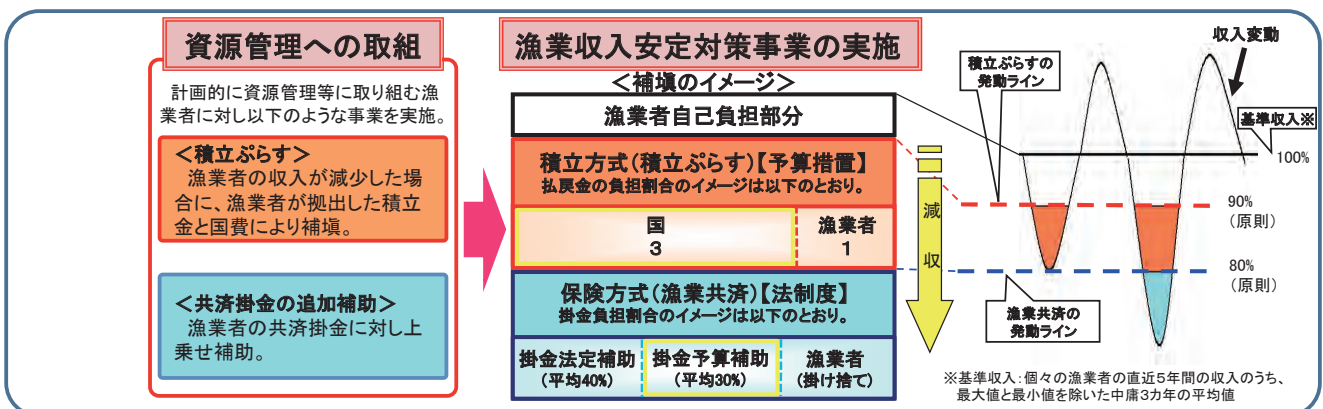 資源管理への取組
計画的に資源管理等に取り組む漁
業者に対し以下のような事業を実施。
＜積立ぷらす＞
漁業者の収入が減少した場
合に、漁業者が拠出した積立
金と国費により補填。
＜共済掛金の追加補助＞
漁業者の共済掛金に対し上
乗せ補助。
漁業収入安定対策事業の実施
＜補填のイメージ＞
漁業者自己負担部分
積立方式(積立ぷらす)【予算措置】
払戻金の負担割合のイメージは以下のとおり。
国
3
漁業者
1
保険方式(漁業共済)【法制度】
掛金負担割合のイメージは以下のとおり。
掛金法定補助
(平均40%)
掛金予算補助
(平均30%)
漁業者
(掛け捨て)
減
収
積立ぷらすの
発動ライン
収入変動
基準収入※
100%
90%
(原則)
80%
(原則)
漁業共済の
発動ライン
※基準収入：個々の漁業者の直近5年間の収入のうち、
最大値と最小値を除いた中庸3カ年の平均値